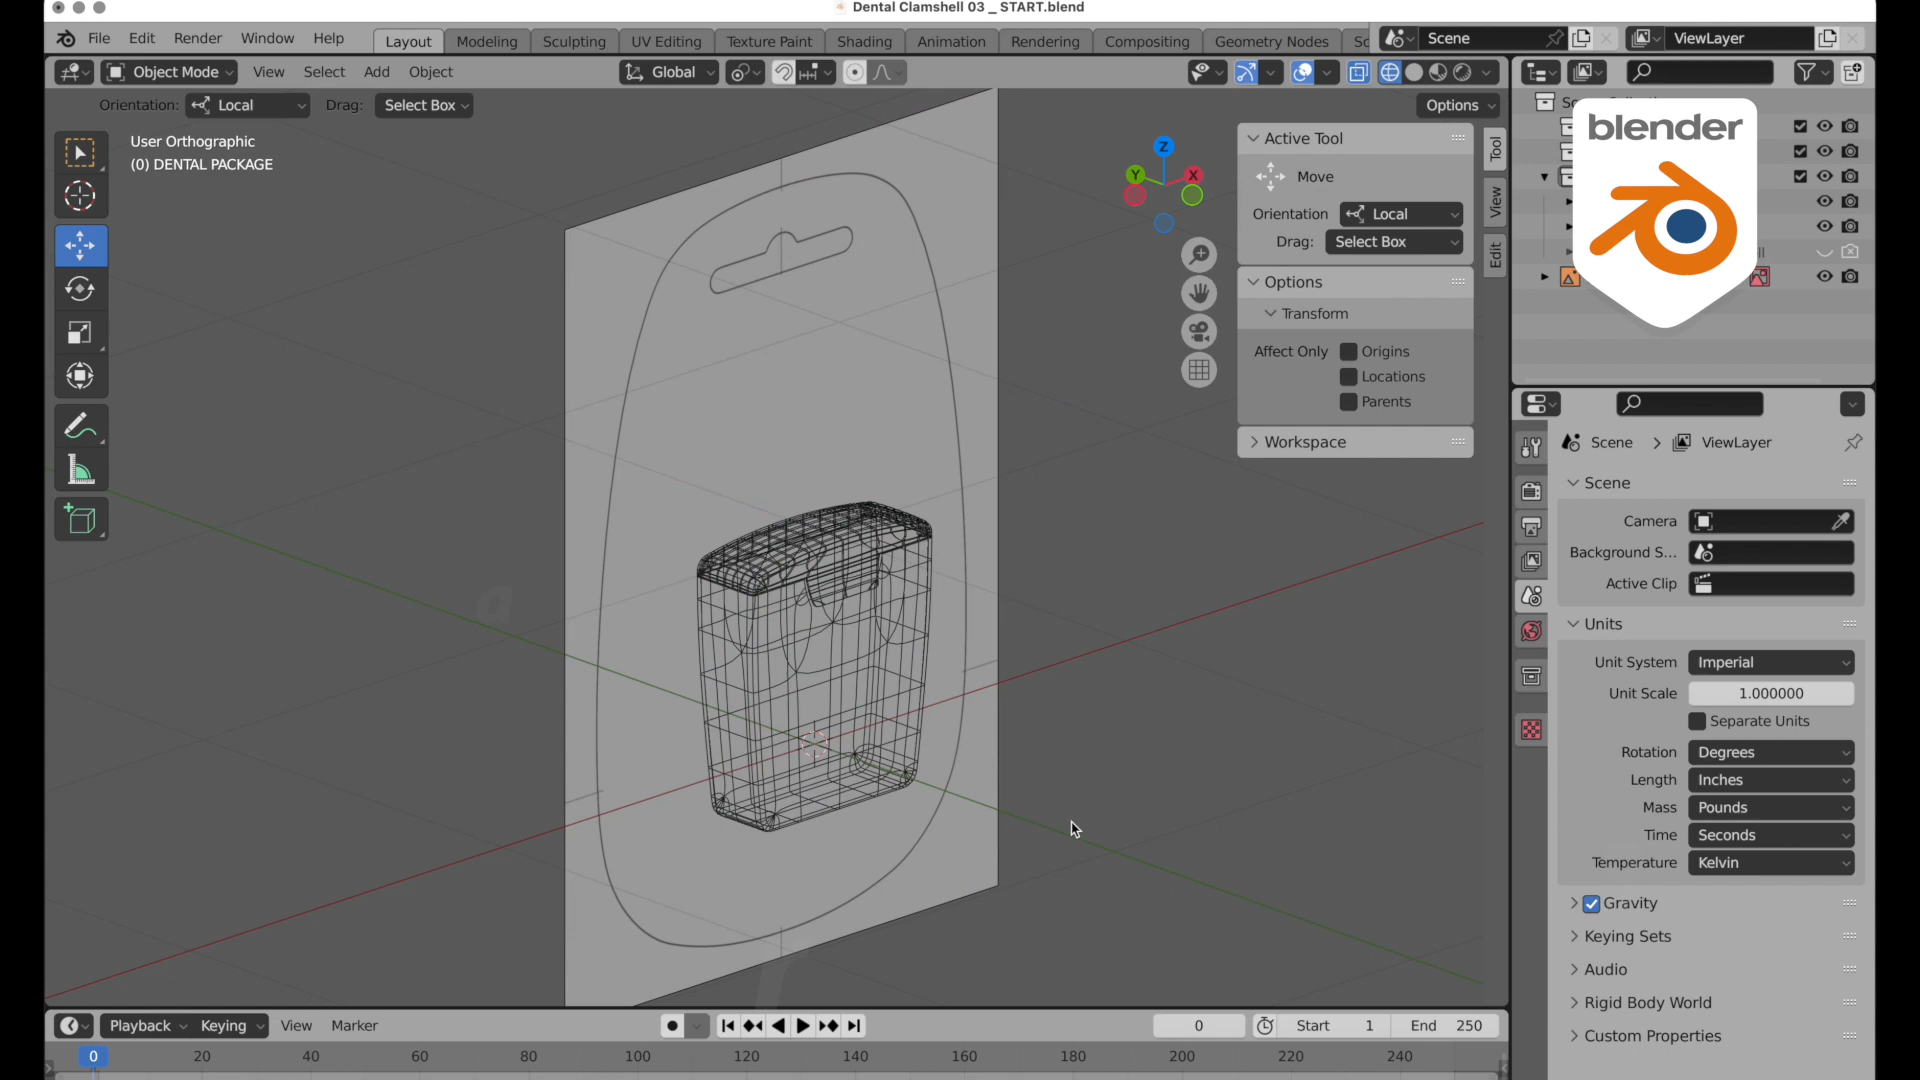 Dental Clamshell 03 _ START.blend
File Edit Render Window Help Layout Modeling Sculpting UV Editing Texture Paint Shading Animation Rendering Compositing Geometry Nodes Sc Scene ViewLayer
Object Mode View Select Add Object Global
Orientation: Local Drag: Select Box Options
User Orthographic
(0) DENTAL PACKAGE
Z
Y
X
Active Tool
Move
Orientation Local
Drag: Select Box
Options
Transform
Affect Only Origins
Locations
Parents
Workspace
Tool
View
Edit
blender
Scene ViewLayer
Scene
Camera
Background S...
Active Clip
Units
Unit System Imperial
Unit Scale 1.000000
Separate Units
Rotation Degrees
Length Inches
Mass Pounds
Time Seconds
Temperature Kelvin
Gravity
Keying Sets
Audio
Rigid Body World
Custom Properties
Playback Keying View Marker 0 Start 1 End 250
0 20 40 60 80 100 120 140 160 180 200 220 240